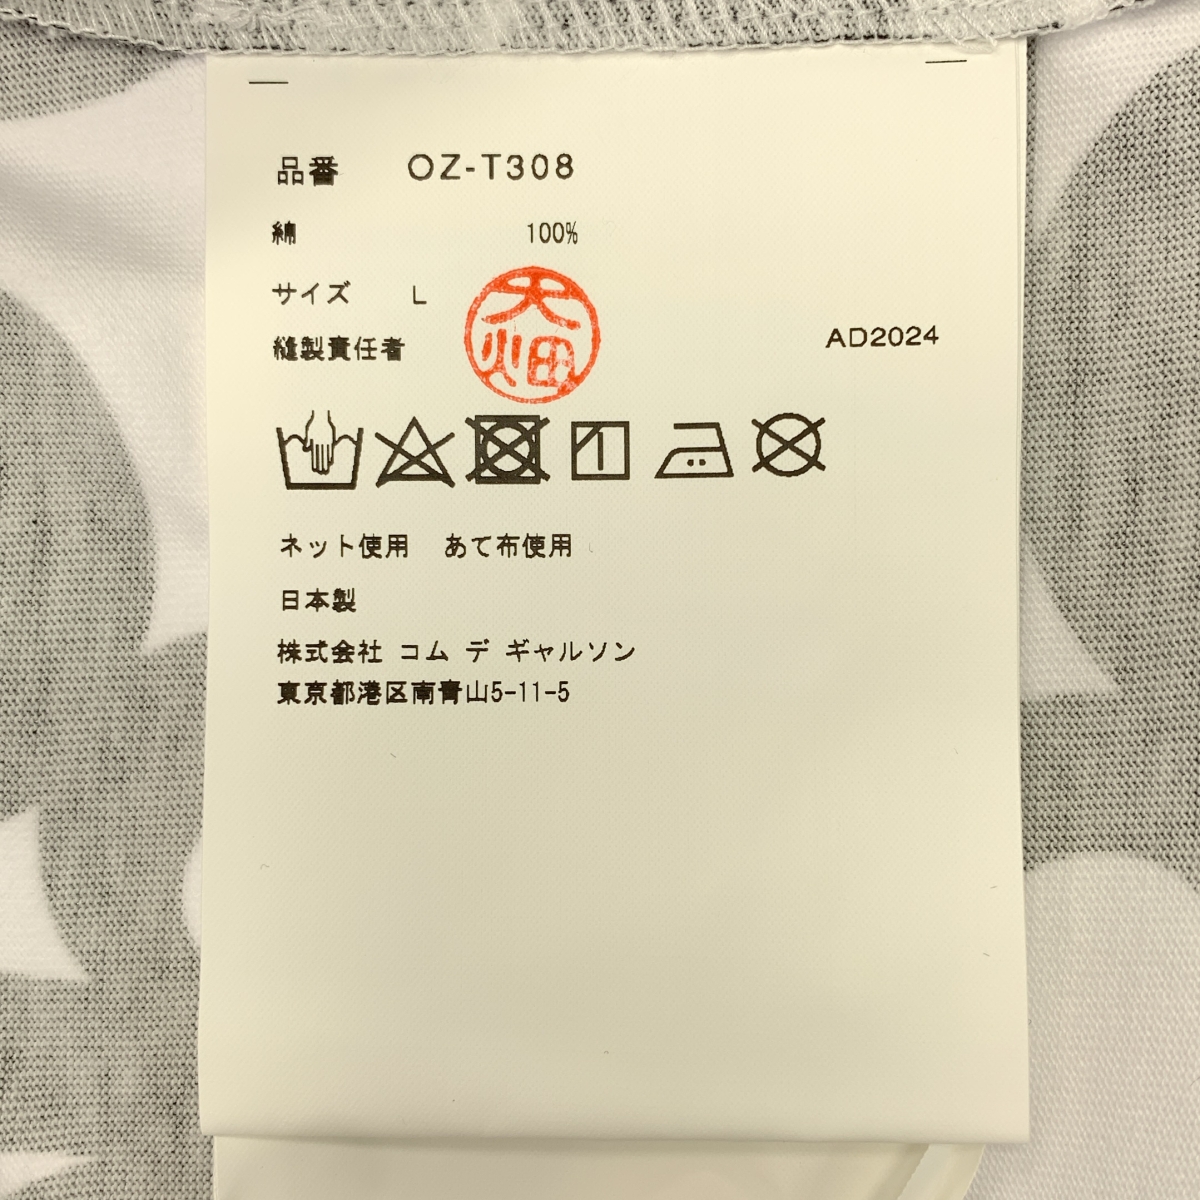 品番 OZ-T308
綿 100%
サイズ L
縫製責任者 大畑
AD2024
ネット使用 あて布使用
日本製
株式会社 コム デ ギャルソン
東京都港区南青山5-11-5